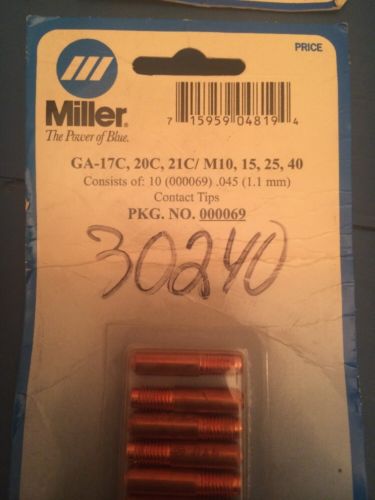 PRICE
Miller®
The Power of Blue.
7 15959 04819 4
GA-17C, 20C, 21C/ M10, 15, 25, 40
Consists of: 10 (000069) .045 (1.1 mm)
Contact Tips
PKG. NO. 000069
30240